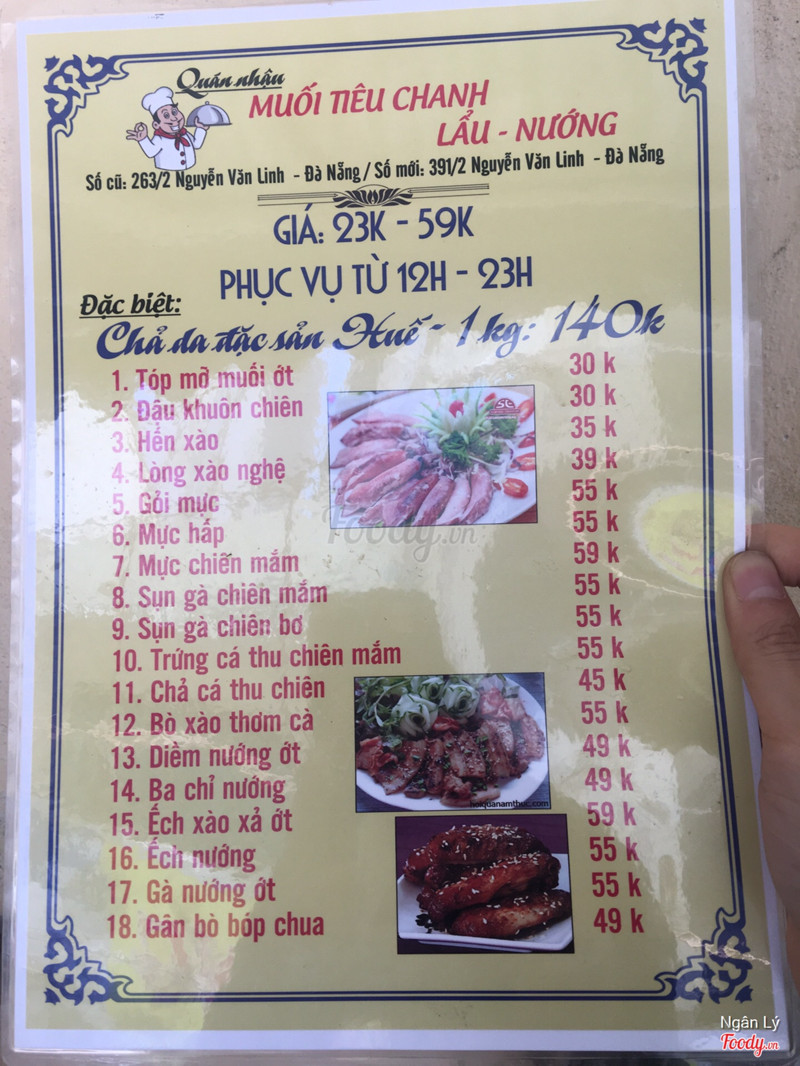 Quán nhậu
MUỐI TIÊU CHANH
LẨU - NƯỚNG
Số cũ: 263/2 Nguyễn Văn Linh - Đà Nẵng / Số mới: 391/2 Nguyễn Văn Linh - Đà Nẵng
GIÁ: 23K - 59K
PHỤC VỤ TỪ 12H - 23H
Đặc biệt:
Chả da đặc sản Huế - 1 kg: 140k
1. Tóp mỡ muối ớt 30 k
2. Đậu khuôn chiên 30 k
3. Hến xào 35 k
4. Lòng xào nghệ 39 k
5. Gỏi mực 55 k
6. Mực hấp 55 k
7. Mực chiến mắm 59 k
8. Sụn gà chiên mắm 55 k
9. Sụn gà chiên bơ 55 k
10. Trứng cá thu chiên mắm 55 k
11. Chả cá thu chiên 45 k
12. Bò xào thơm cà 55 k
13. Diềm nướng ớt 49 k
14. Ba chỉ nướng 49 k
15. Ếch xào xả ớt 59 k
16. Ếch nướng 55 k
17. Gà nướng ớt 55 k
18. Gân bò bóp chua 49 k
Foody.vn
Ngân Lý
Foody.vn